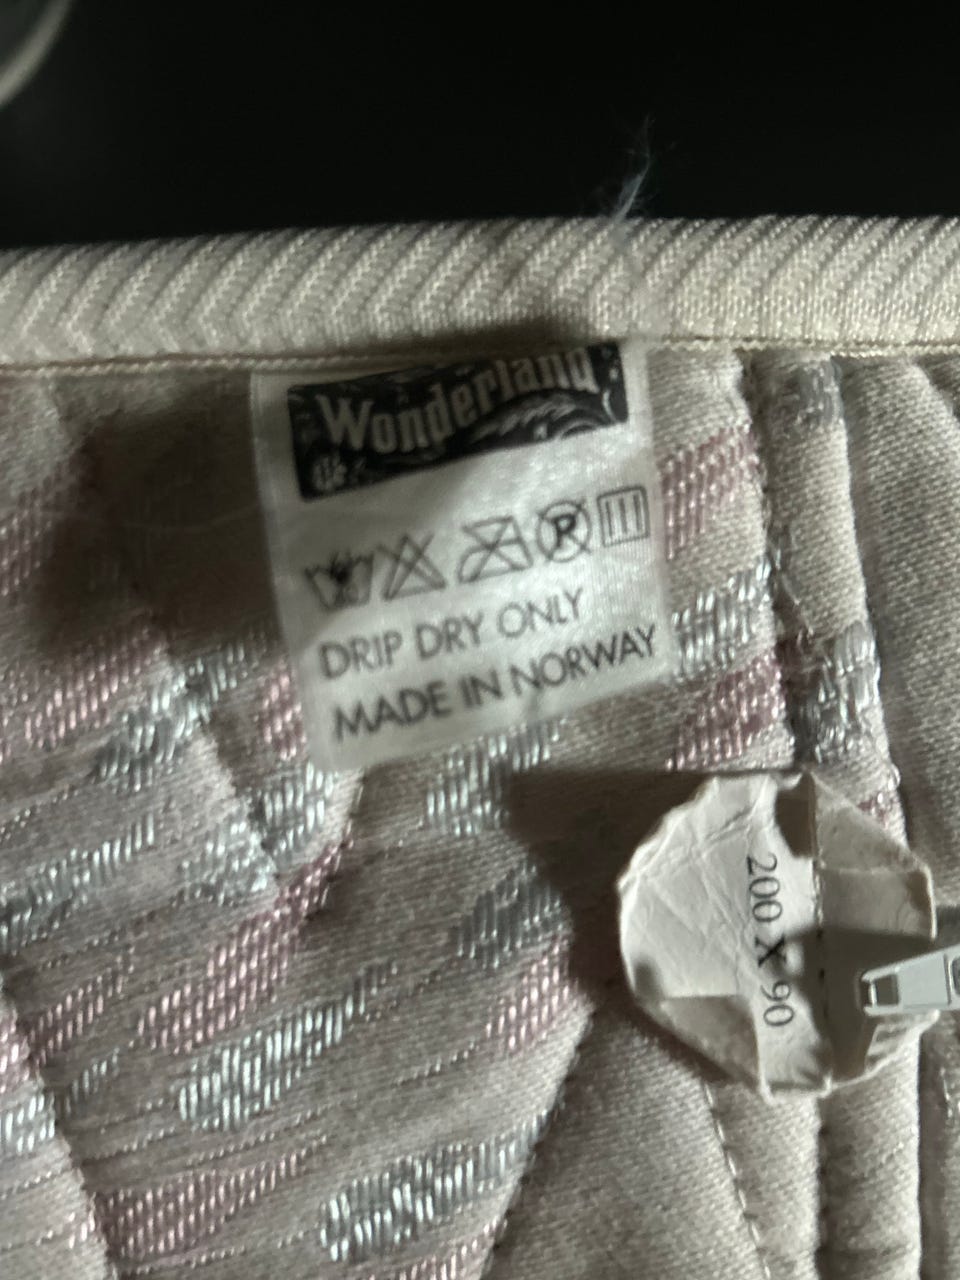 Wonderland
P
DRIP DRY ONLY
MADE IN NORWAY
200 X 90